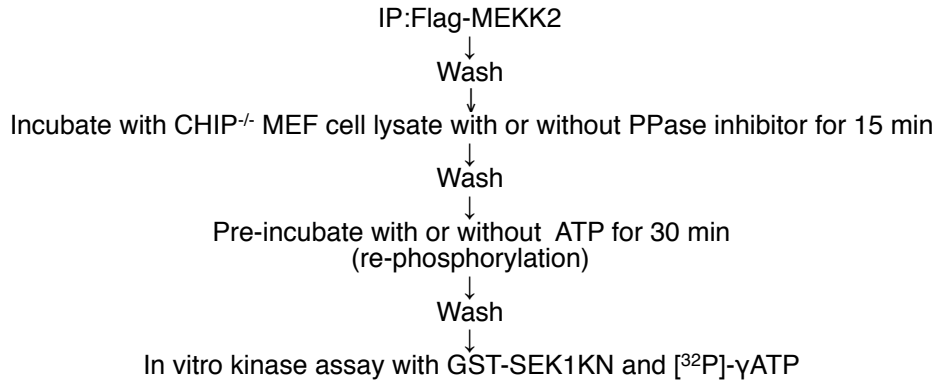 IP:Flag-MEKK2
↓
Wash
↓
Incubate with CHIP-/- MEF cell lysate with or without PPase inhibitor for 15 min
↓
Wash
↓
Pre-incubate with or without ATP for 30 min
(re-phosphorylation)
↓
Wash
↓
In vitro kinase assay with GST-SEK1KN and [32P]-γATP